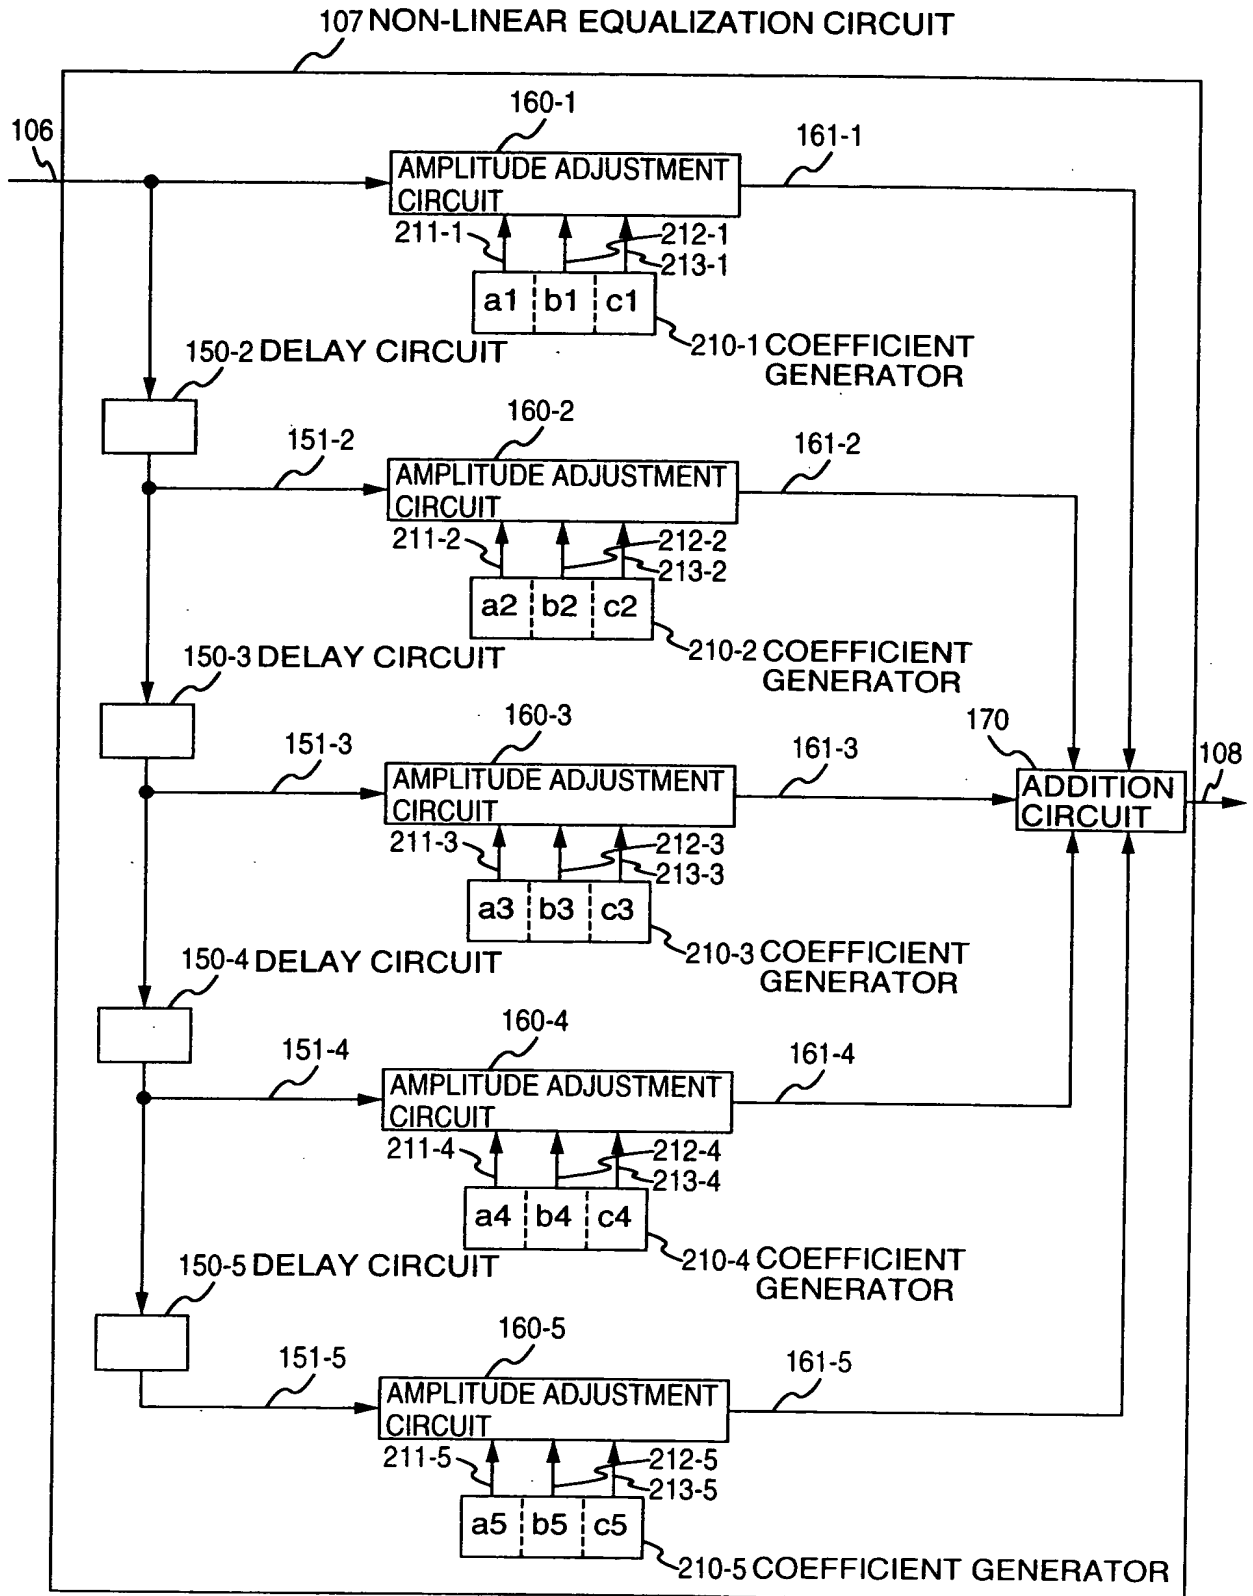 107 NON-LINEAR EQUALIZATION CIRCUIT
106
160-1
161-1
AMPLITUDE ADJUSTMENT
CIRCUIT
211-1
212-1
213-1
a1 b1 c1
210-1 COEFFICIENT
GENERATOR
150-2 DELAY CIRCUIT
151-2
160-2
161-2
AMPLITUDE ADJUSTMENT
CIRCUIT
211-2
212-2
213-2
a2 b2 c2
210-2 COEFFICIENT
GENERATOR
150-3 DELAY CIRCUIT
151-3
160-3
161-3
170
108
AMPLITUDE ADJUSTMENT
CIRCUIT
ADDITION
CIRCUIT
211-3
212-3
213-3
a3 b3 c3
210-3 COEFFICIENT
GENERATOR
150-4 DELAY CIRCUIT
151-4
160-4
161-4
AMPLITUDE ADJUSTMENT
CIRCUIT
211-4
212-4
213-4
a4 b4 c4
210-4 COEFFICIENT
GENERATOR
150-5 DELAY CIRCUIT
151-5
160-5
161-5
AMPLITUDE ADJUSTMENT
CIRCUIT
211-5
212-5
213-5
a5 b5 c5
210-5 COEFFICIENT GENERATOR